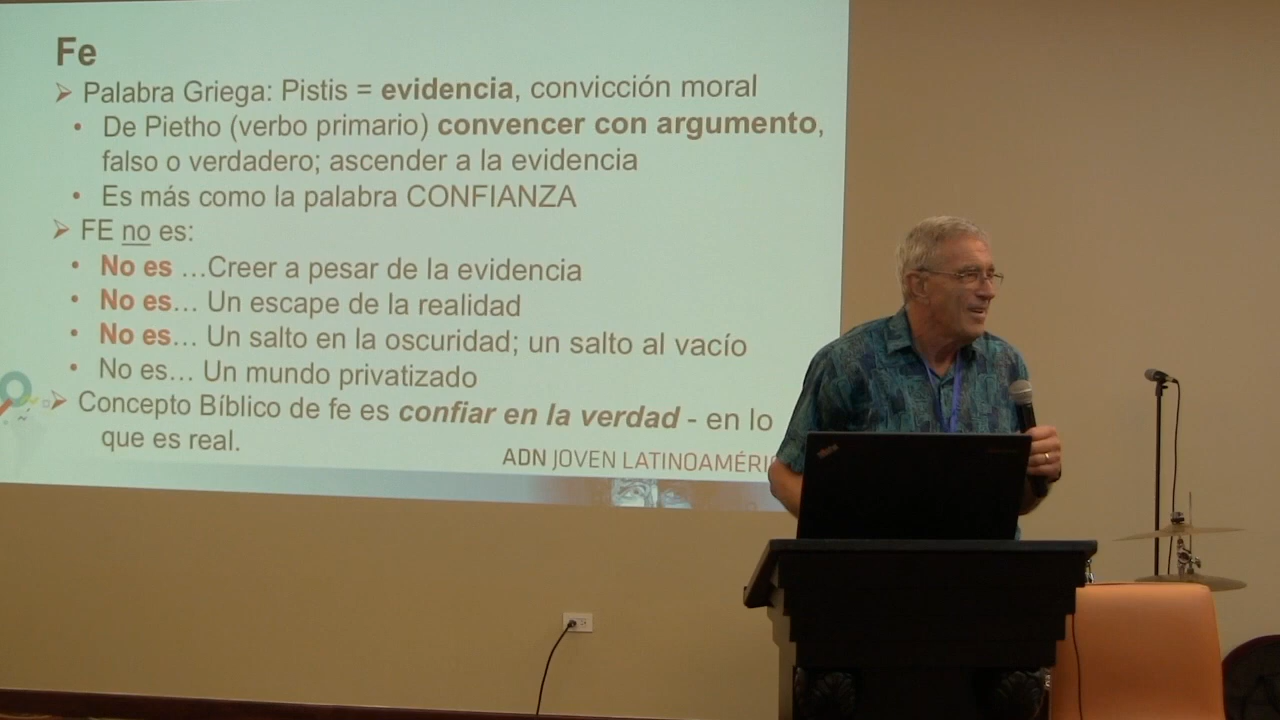 Fe
➤ Palabra Griega: Pistis = evidencia, convicción moral
• De Pietho (verbo primario) convencer con argumento,
falso o verdadero; ascender a la evidencia
• Es más como la palabra CONFIANZA
➤ FE no es:
• No es …Creer a pesar de la evidencia
• No es… Un escape de la realidad
• No es… Un salto en la oscuridad; un salto al vacío
• No es… Un mundo privatizado
➤ Concepto Bíblico de fe es confiar en la verdad - en lo
que es real.
ADN JOVEN LATINOAMÉRI
ThinkPad